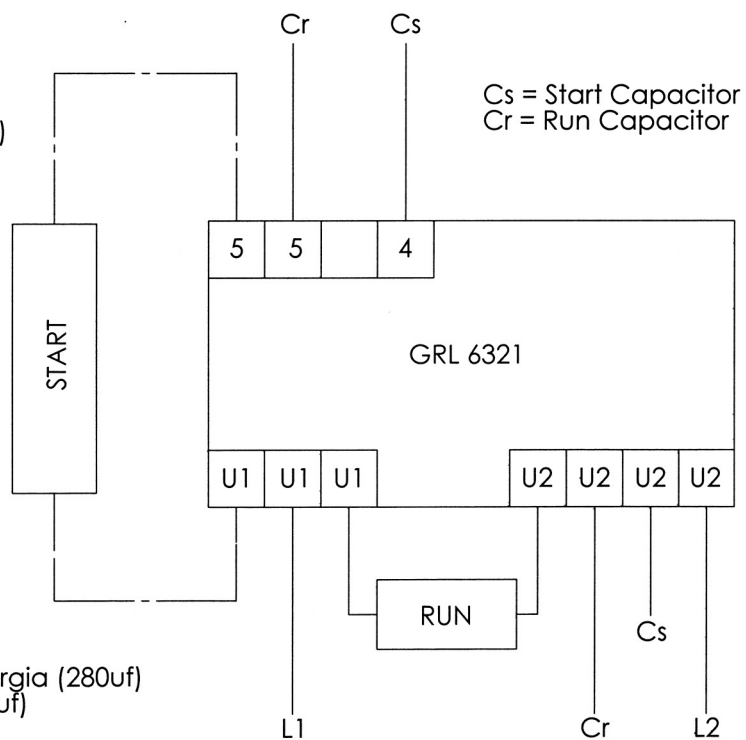 Cr Cs
Cs = Start Capacitor
Cr = Run Capacitor
)
5 5 4
START
GRL 6321
U1 U1 U1 U2 U2 U2 U2
RUN
Cs
rgia (280uf)
uf)
L1 Cr L2